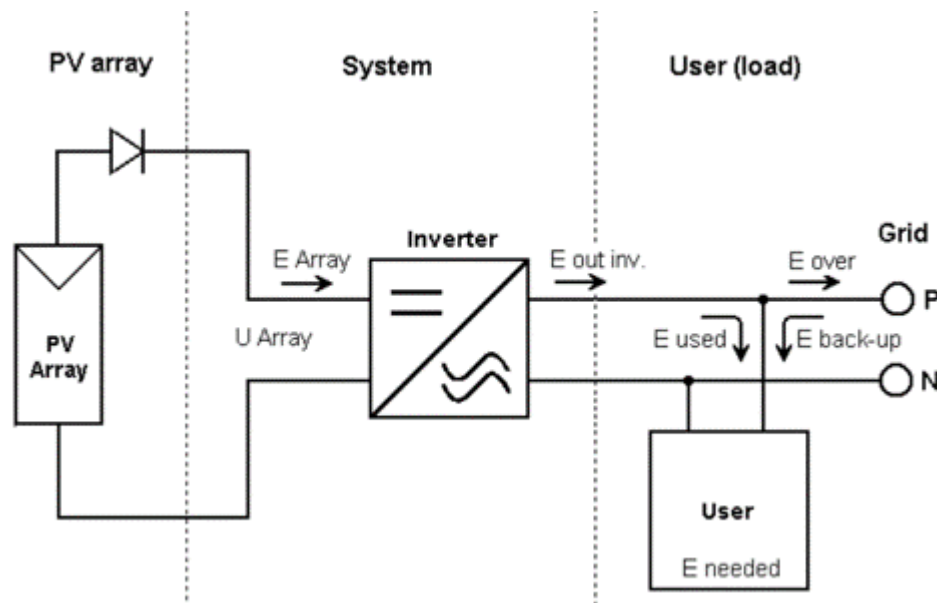 PV array
System
User (load)
Inverter
Grid
E Array
E out inv.
E over
P
U Array
E used
E back-up
PV
Array
N
User
E needed